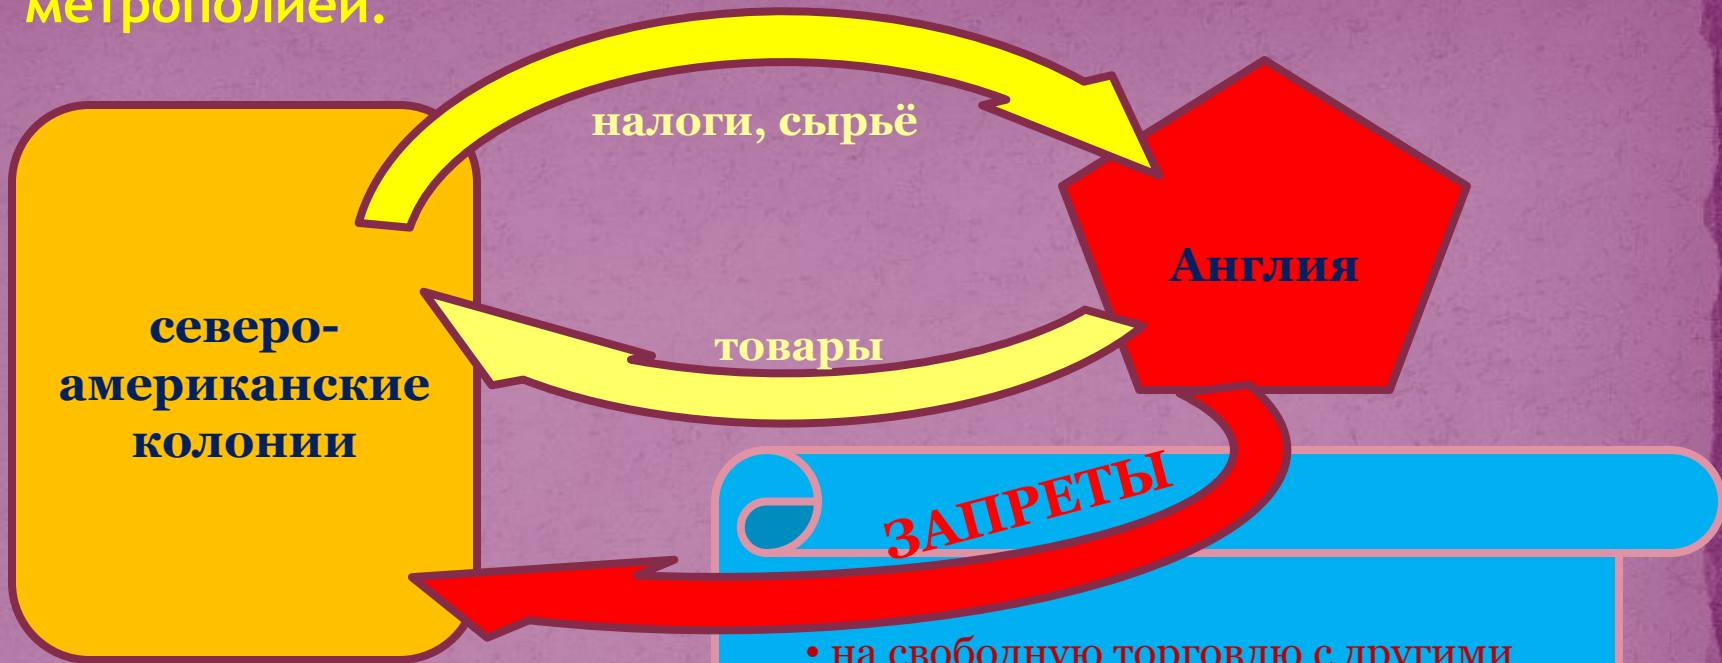 метрополией.
налоги, сырьё
Англия
северо-
американские
колонии
товары
ЗАПРЕТЫ
• на свободную торговлю с другими